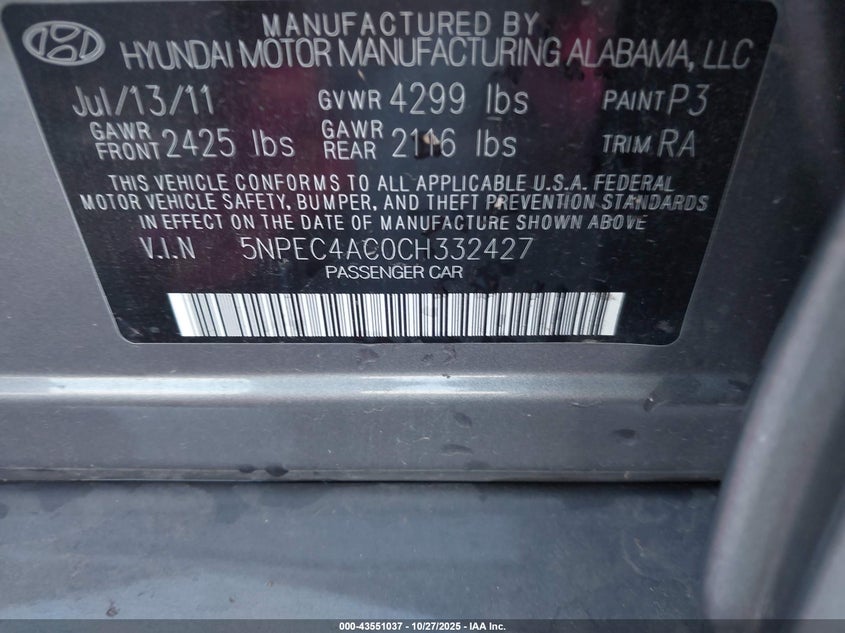 MANUFACTURED BY
HYUNDAI MOTOR MANUFACTURING ALABAMA, LLC
Jul/13/11 GVWR 4299 lbs PAINT P3
GAWR FRONT 2425 lbs GAWR REAR 2116 lbs TRIM RA
THIS VEHICLE CONFORMS TO ALL APPLICABLE U.S.A. FEDERAL
MOTOR VEHICLE SAFETY, BUMPER, AND THEFT PREVENTION STANDARDS
IN EFFECT ON THE DATE OF MANUFACTURE SHOWN ABOVE
V.I.N 5NPEC4AC0CH332427
PASSENGER CAR
000-43551037 - 10/27/2025 - IAA Inc.